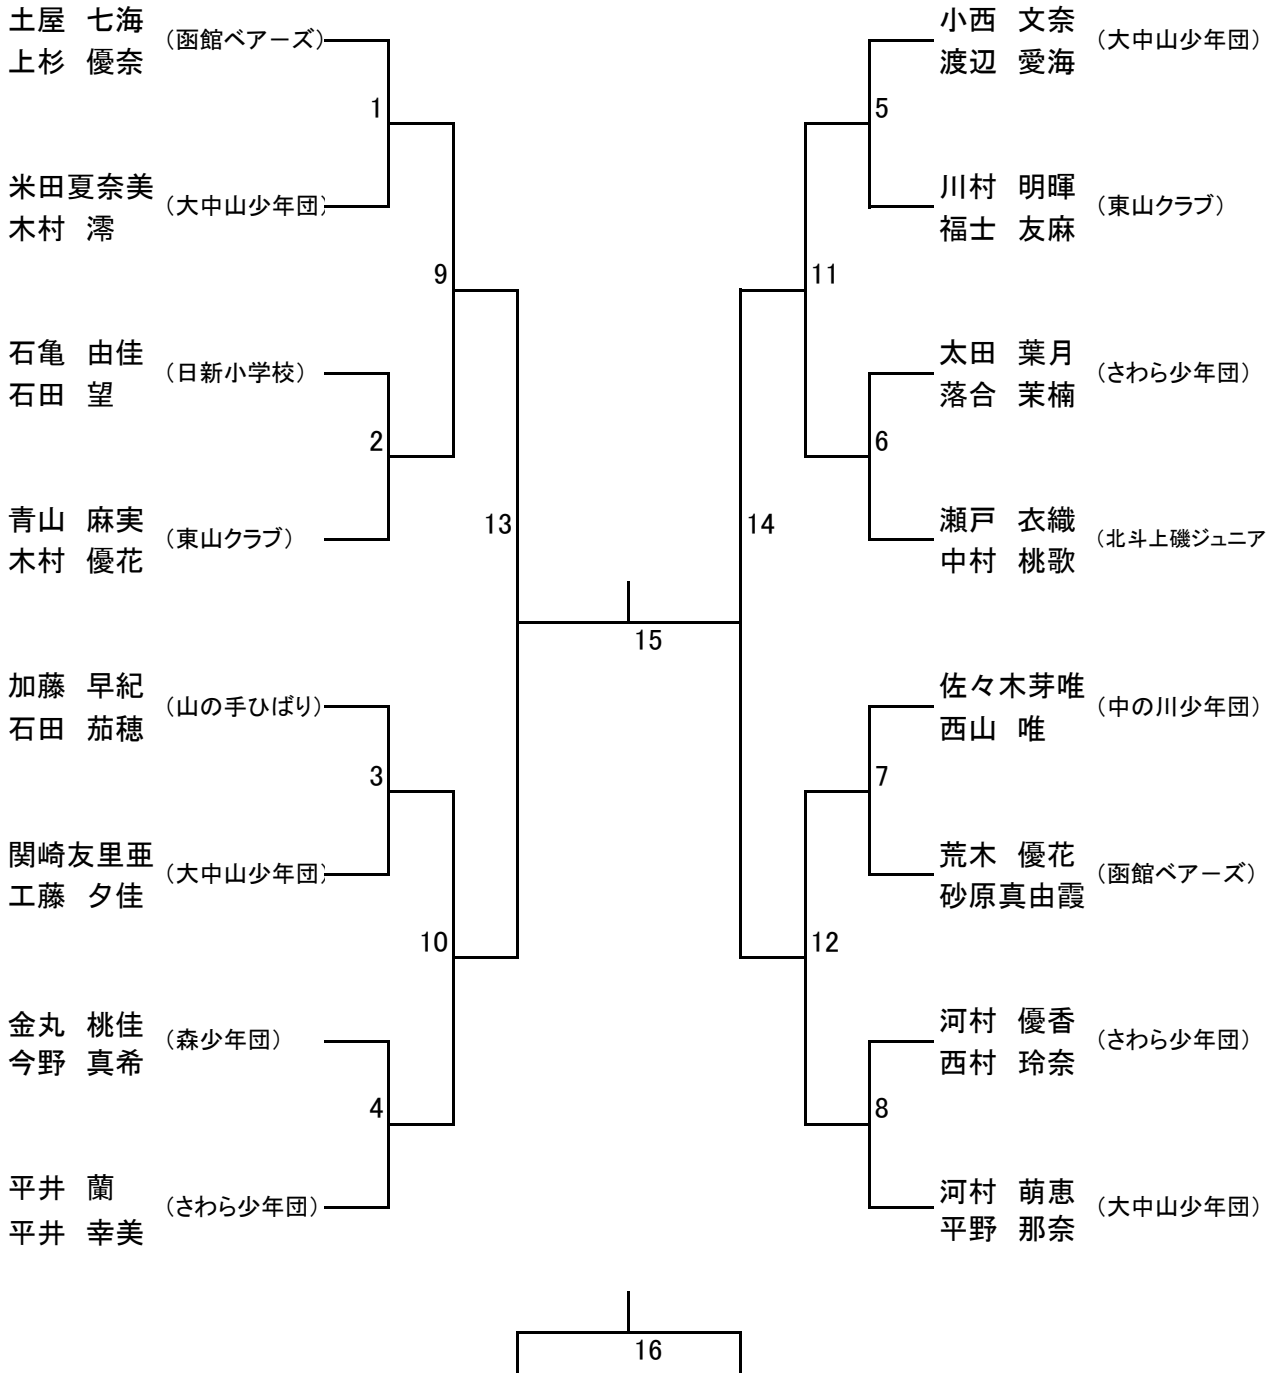 土屋　七海
（函館ベアーズ）
上杉　優奈
1
米田夏奈美
（大中山少年団）
木村　澪
9
石亀　由佳
（日新小学校）
石田　望
2
青山　麻実
（東山クラブ）
木村　優花
13
加藤　早紀
（山の手ひばり）
石田　茄穂
3
関崎友里亜
（大中山少年団）
工藤　夕佳
10
金丸　桃佳
（森少年団）
今野　真希
4
平井　蘭
（さわら少年団）
平井　幸美
15
小西　文奈
（大中山少年団）
渡辺　愛海
5
川村　明暉
（東山クラブ）
福士　友麻
11
太田　葉月
（さわら少年団）
落合　茉楠
6
瀬戸　衣織
（北斗上磯ジュニア
中村　桃歌
14
佐々木芽唯
（中の川少年団）
西山　唯
7
荒木　優花
（函館ベアーズ）
砂原真由霞
12
河村　優香
（さわら少年団）
西村　玲奈
8
河村　萌恵
（大中山少年団）
平野　那奈
16